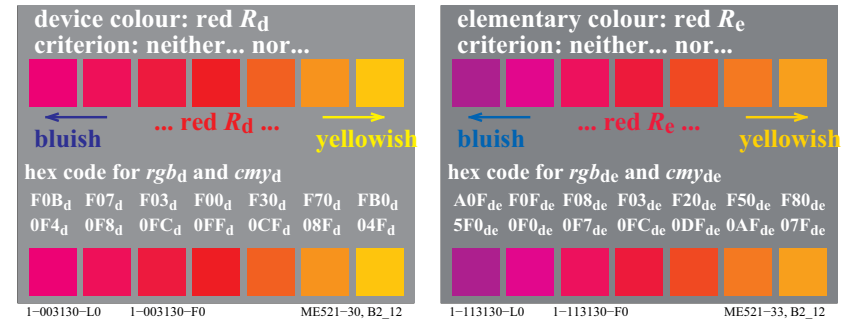 device colour: red Rd
criterion: neither... nor...
bluish
... red Rd ...
yellowish
hex code for rgbd and cmyd
F0Bd F07d F03d F00d F30d F70d FB0d
0F4d 0F8d 0FCd 0FFd 0CFd 08Fd 04Fd
1-003130-L0 1-003130-F0 ME521-30, B2_12
elementary colour: red Re
criterion: neither... nor...
bluish
... red Re ...
yellowish
hex code for rgbde and cmyde
A0Fde F0Fde F08de F03de F20de F50de F80de
5F0de 0F0de 0F7de 0FCde 0DFde 0AFde 07Fde
1-113130-L0 1-113130-F0 ME521-33, B2_12